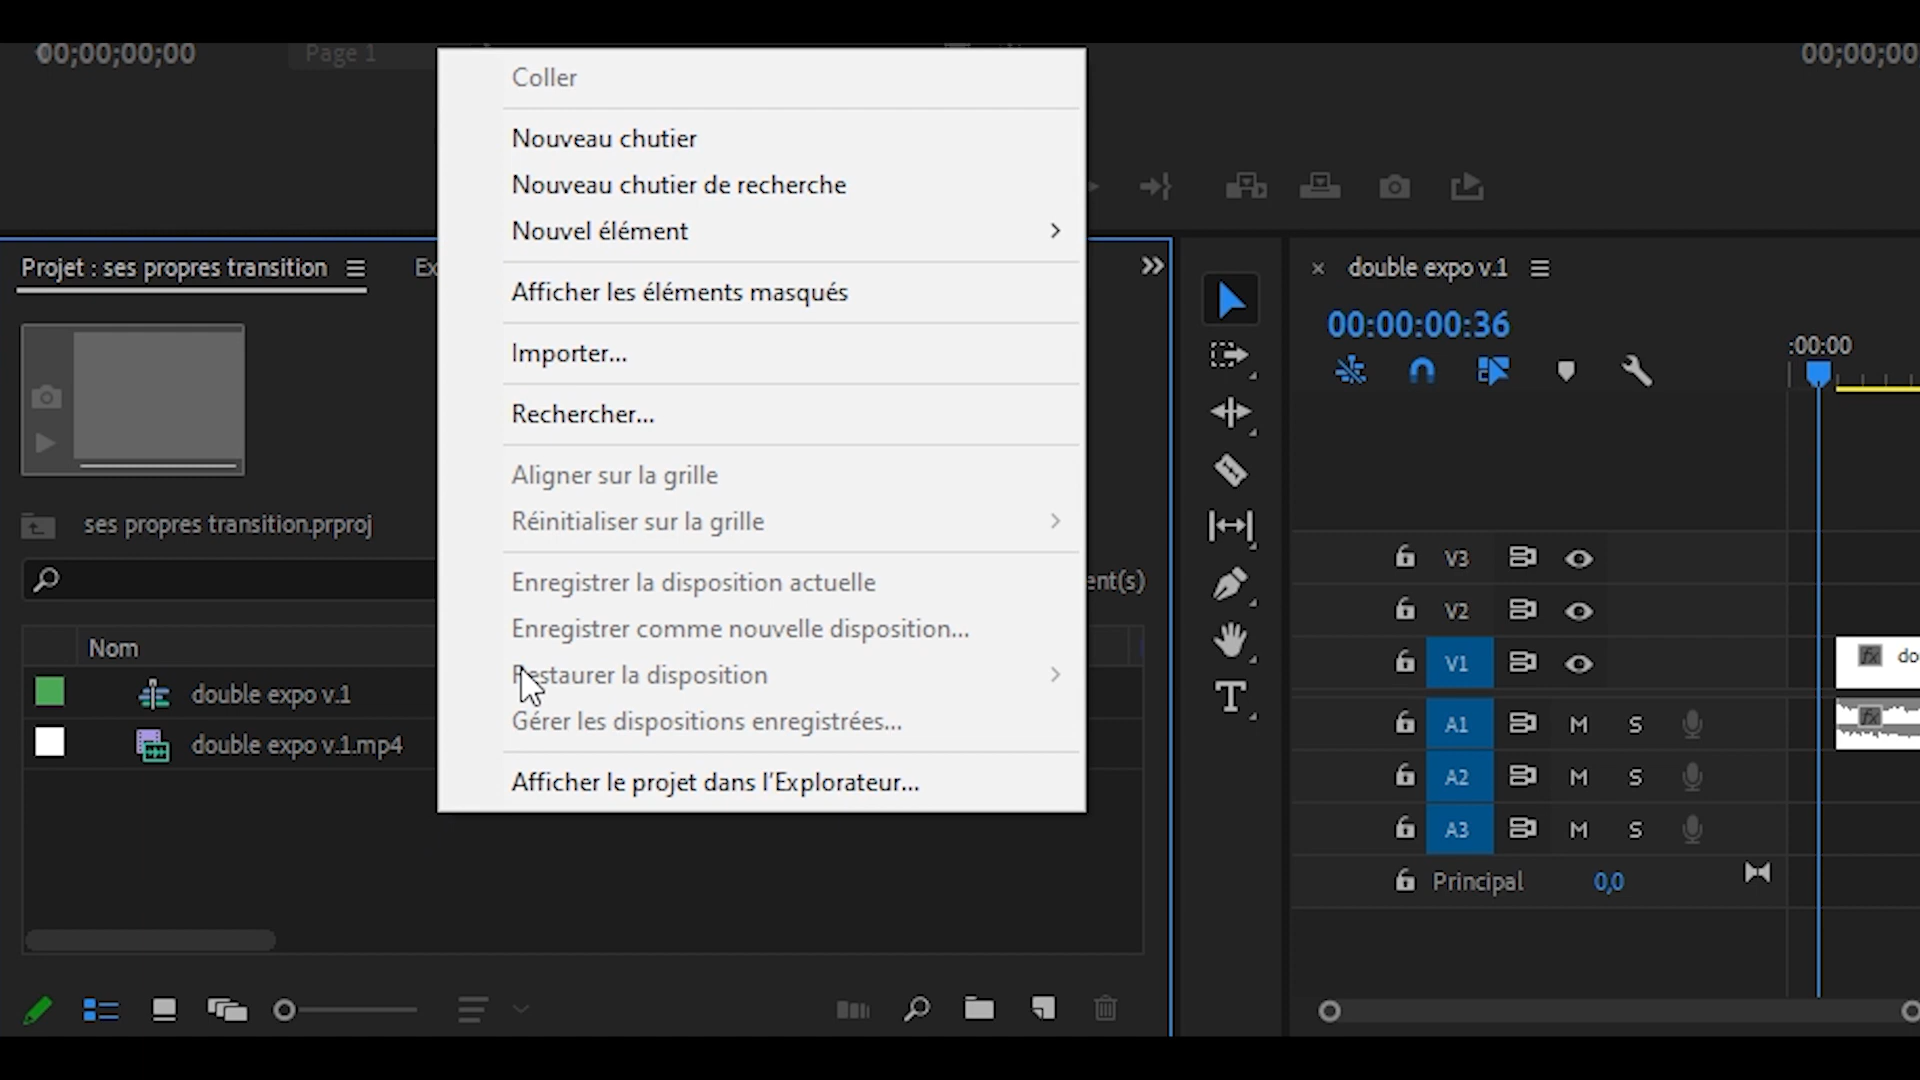 00;00;00;00
Page 1
00;00;00
Coller
Nouveau chutier
Nouveau chutier de recherche
Nouvel élément
Afficher les éléments masqués
Importer...
Rechercher...
Aligner sur la grille
Réinitialiser sur la grille
Enregistrer la disposition actuelle
Enregistrer comme nouvelle disposition...
Restaurer la disposition
Gérer les dispositions enregistrées...
Afficher le projet dans l'Explorateur...
Projet : ses propres transition
Ex
ses propres transition.prproj
ent(s)
Nom
double expo v.1
double expo v.1.mp4
double expo v.1
00:00:00:36
:00:00
V3
V2
V1
fx do
A1 M S
fx
A2 M S
A3 M S
Principal 0,0